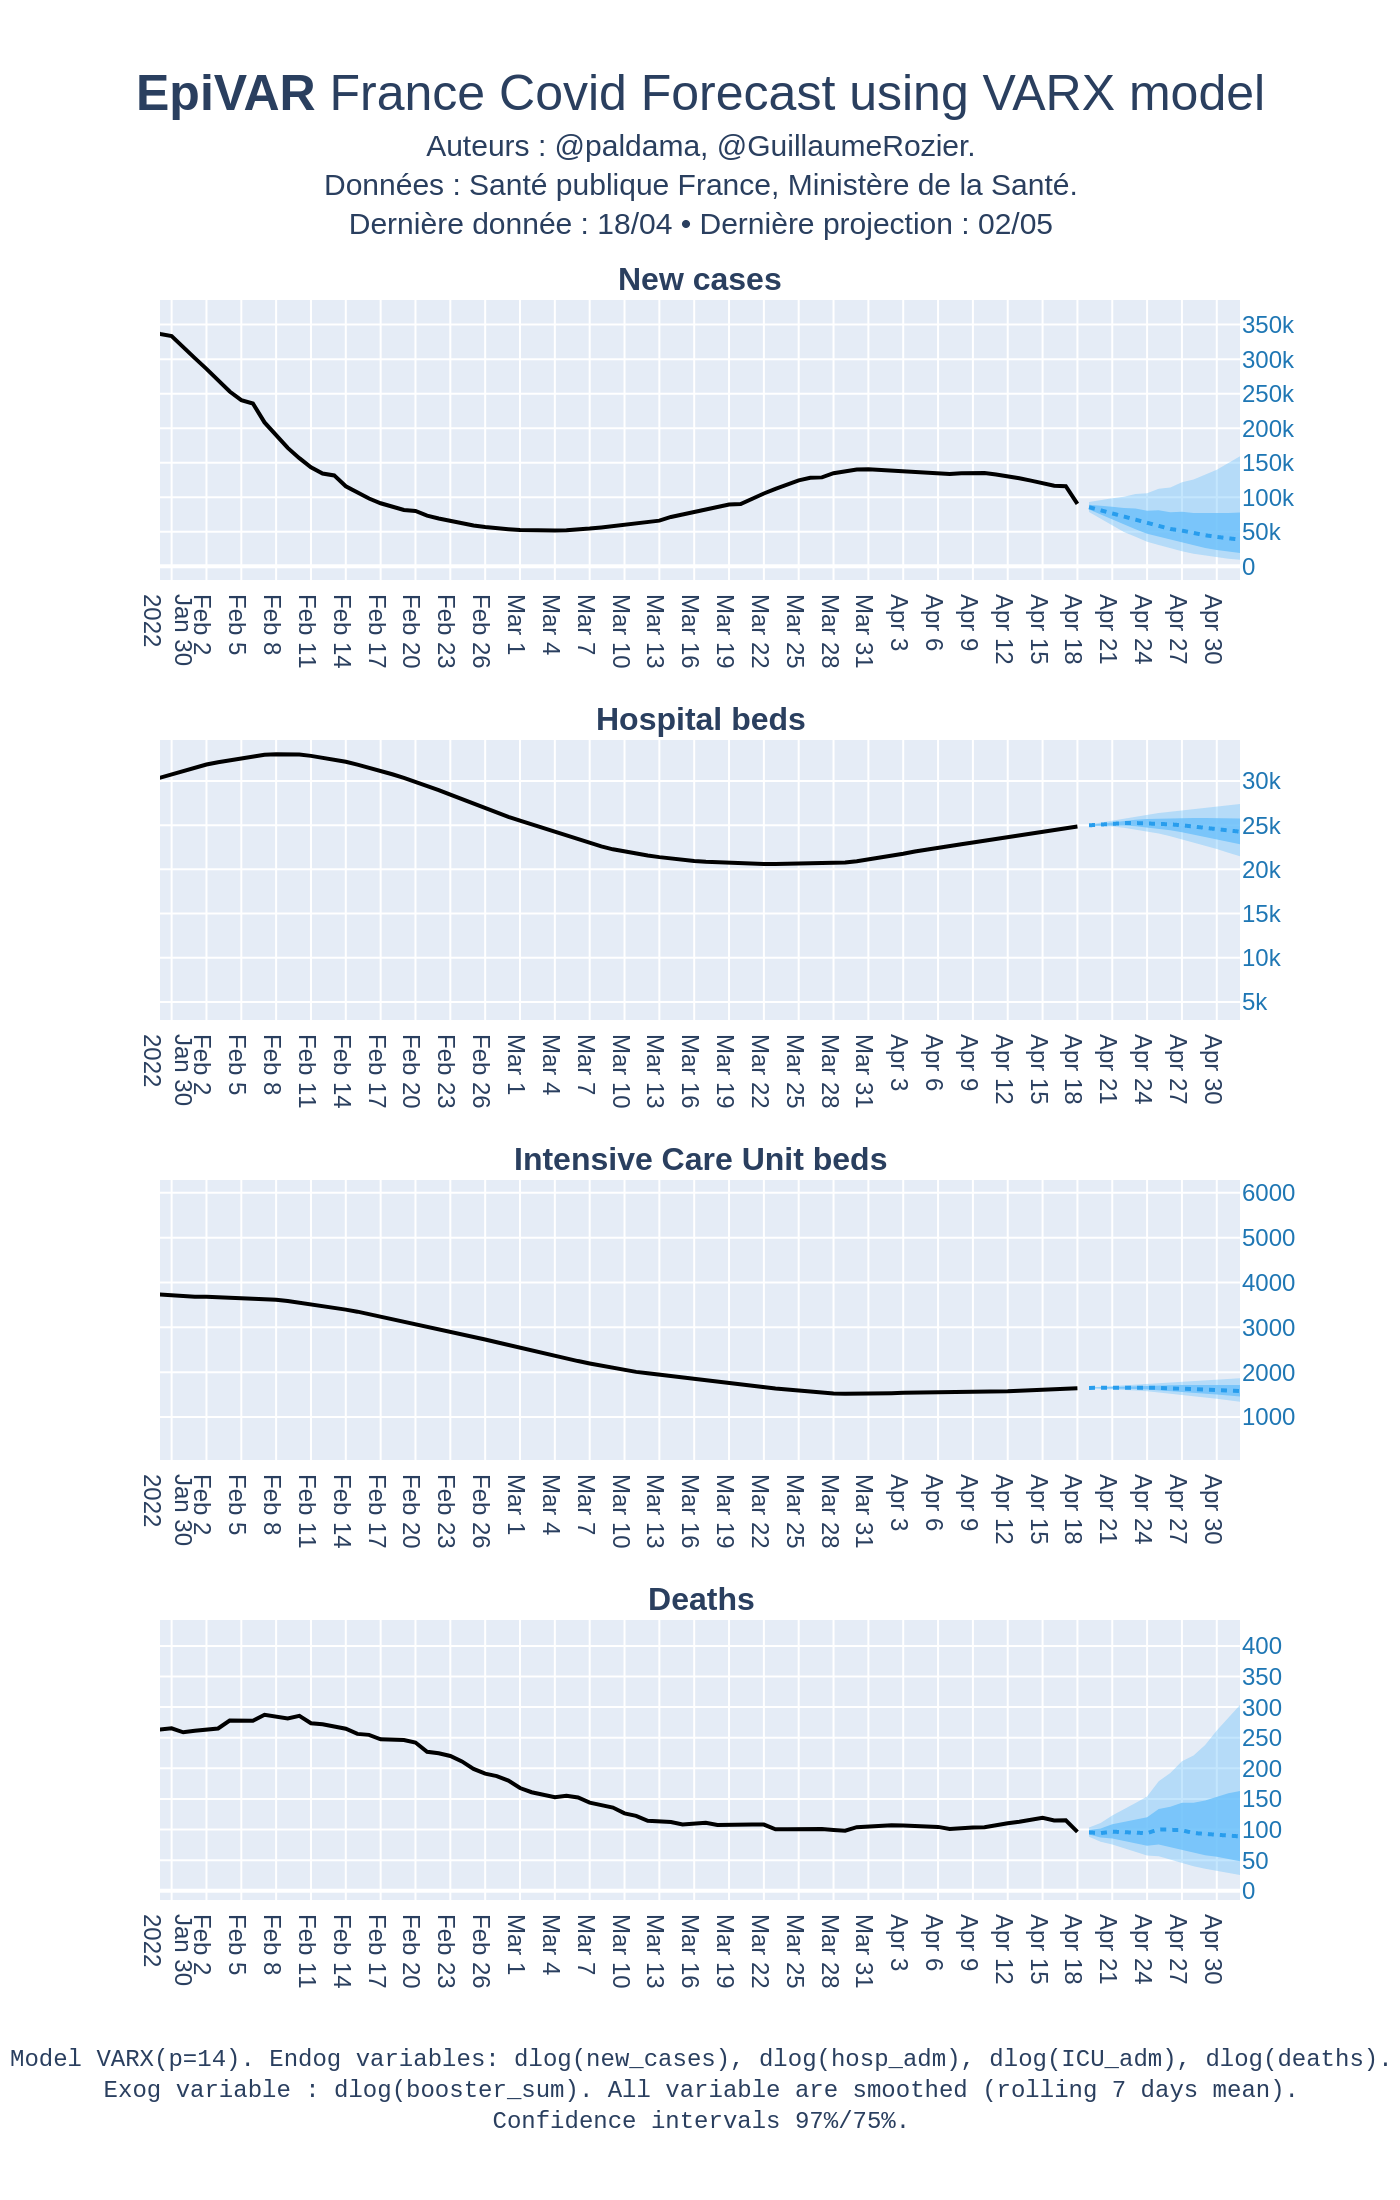 EpiVAR France Covid Forecast using VARX model
Auteurs : @paldama, @GuillaumeRozier.
Données : Santé publique France, Ministère de la Santé.
Dernière donnée : 18/04 • Dernière projection : 02/05
New cases
350k
300k
250k
200k
150k
100k
50k
0
Jan 30
2022
Feb 2
Feb 5
Feb 8
Feb 11
Feb 14
Feb 17
Feb 20
Feb 23
Feb 26
Mar 1
Mar 4
Mar 7
Mar 10
Mar 13
Mar 16
Mar 19
Mar 22
Mar 25
Mar 28
Mar 31
Apr 3
Apr 6
Apr 9
Apr 12
Apr 15
Apr 18
Apr 21
Apr 24
Apr 27
Apr 30
Hospital beds
30k
25k
20k
15k
10k
5k
Jan 30
2022
Feb 2
Feb 5
Feb 8
Feb 11
Feb 14
Feb 17
Feb 20
Feb 23
Feb 26
Mar 1
Mar 4
Mar 7
Mar 10
Mar 13
Mar 16
Mar 19
Mar 22
Mar 25
Mar 28
Mar 31
Apr 3
Apr 6
Apr 9
Apr 12
Apr 15
Apr 18
Apr 21
Apr 24
Apr 27
Apr 30
Intensive Care Unit beds
6000
5000
4000
3000
2000
1000
Jan 30
2022
Feb 2
Feb 5
Feb 8
Feb 11
Feb 14
Feb 17
Feb 20
Feb 23
Feb 26
Mar 1
Mar 4
Mar 7
Mar 10
Mar 13
Mar 16
Mar 19
Mar 22
Mar 25
Mar 28
Mar 31
Apr 3
Apr 6
Apr 9
Apr 12
Apr 15
Apr 18
Apr 21
Apr 24
Apr 27
Apr 30
Deaths
400
350
300
250
200
150
100
50
0
Jan 30
2022
Feb 2
Feb 5
Feb 8
Feb 11
Feb 14
Feb 17
Feb 20
Feb 23
Feb 26
Mar 1
Mar 4
Mar 7
Mar 10
Mar 13
Mar 16
Mar 19
Mar 22
Mar 25
Mar 28
Mar 31
Apr 3
Apr 6
Apr 9
Apr 12
Apr 15
Apr 18
Apr 21
Apr 24
Apr 27
Apr 30
Model VARX(p=14). Endog variables: dlog(new_cases), dlog(hosp_adm), dlog(ICU_adm), dlog(deaths).
Exog variable : dlog(booster_sum). All variable are smoothed (rolling 7 days mean).
Confidence intervals 97%/75%.